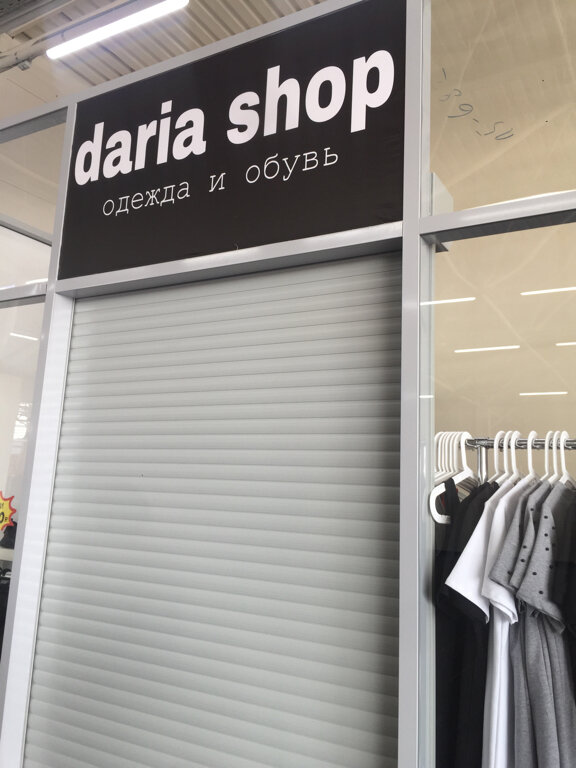 daria shop
одежда и обувь